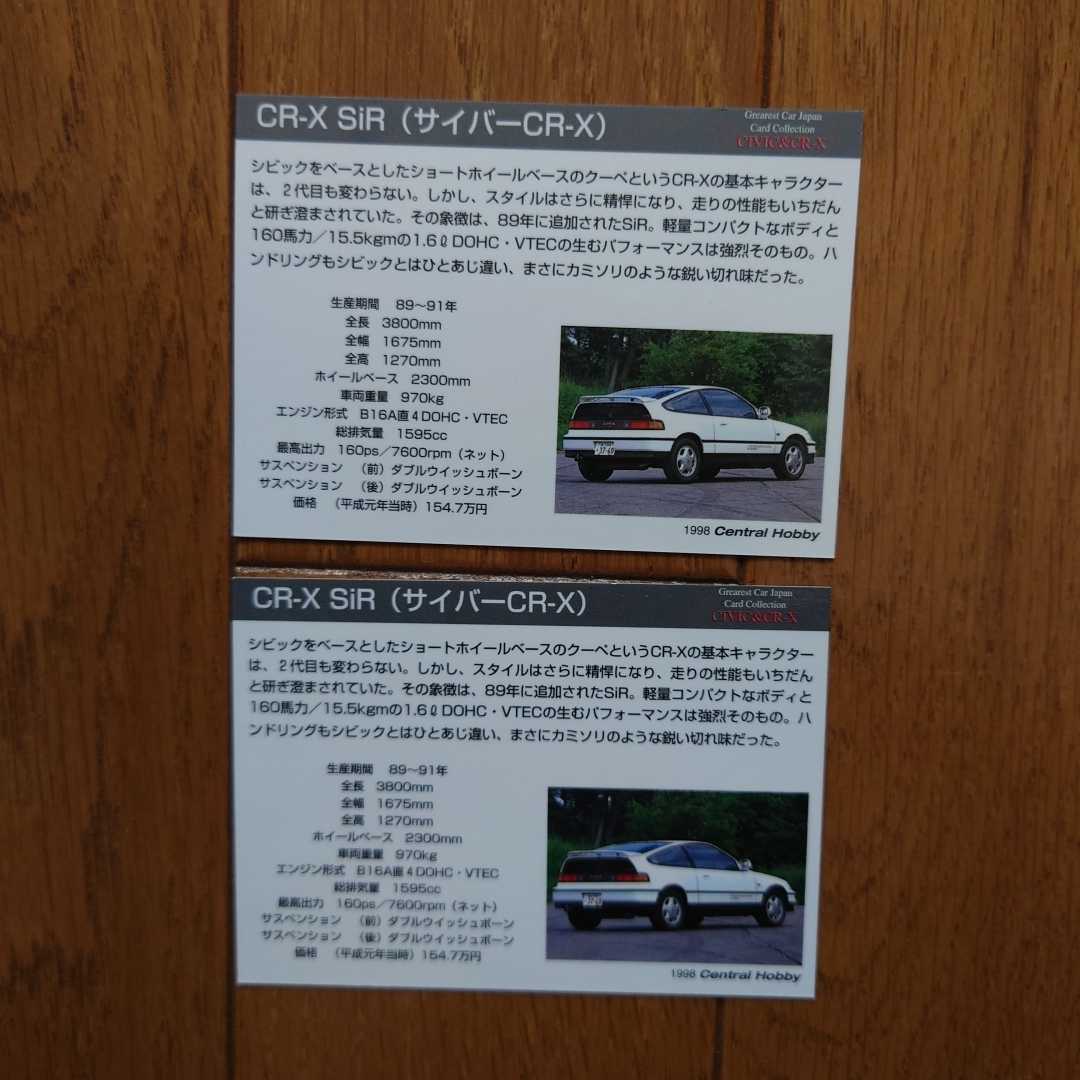 CR-X SiR（サイバーCR-X）
Grearest Car Japan
Card Collection
CIVIC&CR-X
シビックをベースとしたショートホイールベースのクーペというCR-Xの基本キャラクター
は、２代目も変わらない。しかし、スタイルはさらに精悍になり、走りの性能もいちだん
と研ぎ澄まされていた。その象徴は、89年に追加されたSiR。軽量コンパクトなボディと
160馬力／15.5kgmの1.6ℓDOHC・VTECの生むパフォーマンスは強烈そのもの。ハ
ンドリングもシビックとはひとあじ違い、まさにカミソリのような鋭い切れ味だった。
生産期間　89〜91年
全長　3800mm
全幅　1675mm
全高　1270mm
ホイールベース　2300mm
車両重量　970kg
エンジン形式　B16A直４DOHC・VTEC
総排気量　1595cc
最高出力　160ps／7600rpm（ネット）
サスペンション　（前）ダブルウイッシュボーン
サスペンション　（後）ダブルウイッシュボーン
価格　（平成元年当時）154.7万円
1998 Central Hobby
CR-X SiR（サイバーCR-X）
Grearest Car Japan
Card Collection
CIVIC&CR-X
シビックをベースとしたショートホイールベースのクーペというCR-Xの基本キャラクター
は、２代目も変わらない。しかし、スタイルはさらに精悍になり、走りの性能もいちだん
と研ぎ澄まされていた。その象徴は、89年に追加されたSiR。軽量コンパクトなボディと
160馬力／15.5kgmの1.6ℓDOHC・VTECの生むパフォーマンスは強烈そのもの。ハ
ンドリングもシビックとはひとあじ違い、まさにカミソリのような鋭い切れ味だった。
生産期間　89〜91年
全長　3800mm
全幅　1675mm
全高　1270mm
ホイールベース　2300mm
車両重量　970kg
エンジン形式　B16A直４DOHC・VTEC
総排気量　1595cc
最高出力　160ps／7600rpm（ネット）
サスペンション　（前）ダブルウイッシュボーン
サスペンション　（後）ダブルウイッシュボーン
価格　（平成元年当時）154.7万円
1998 Central Hobby